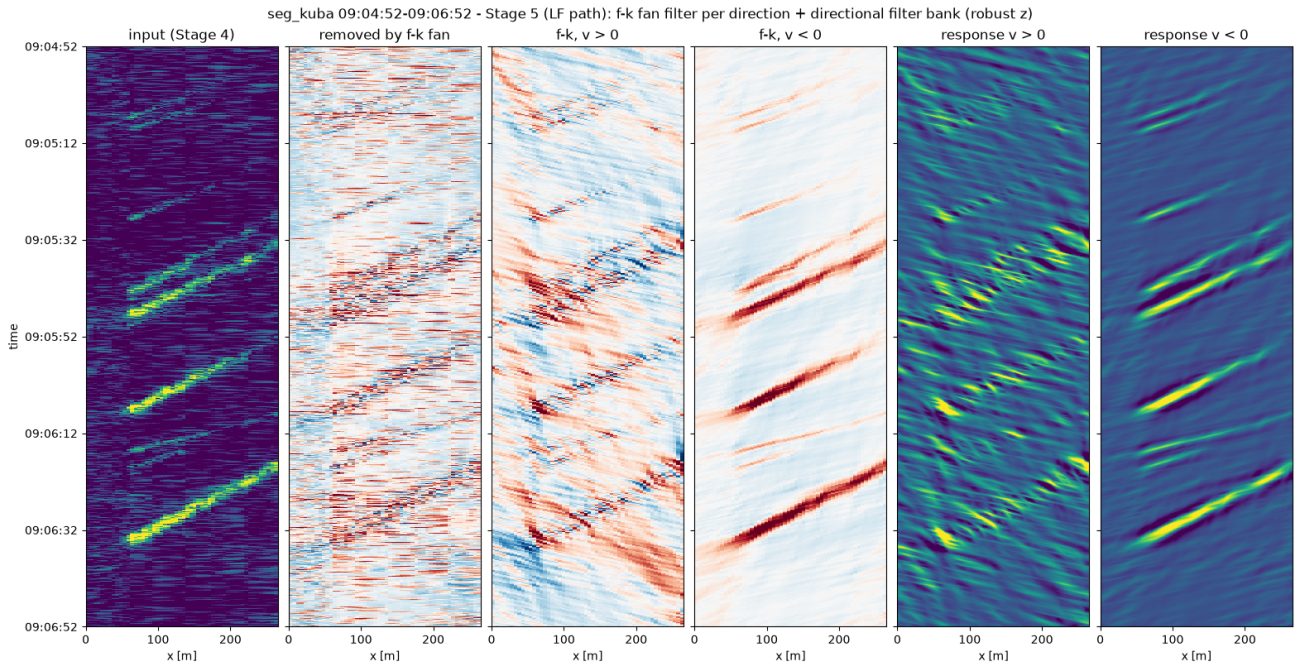 seg_kuba 09:04:52-09:06:52 - Stage 5 (LF path): f-k fan filter per direction + directional filter bank (robust z)
input (Stage 4) removed by f-k fan f-k, v > 0 f-k, v < 0 response v > 0 response v < 0
09:04:52
09:05:12
09:05:32
09:05:52
09:06:12
09:06:32
09:06:52
time
0 100 200 0 100 200 0 100 200 0 100 200 0 100 200 0 100 200
x [m] x [m] x [m] x [m] x [m] x [m]